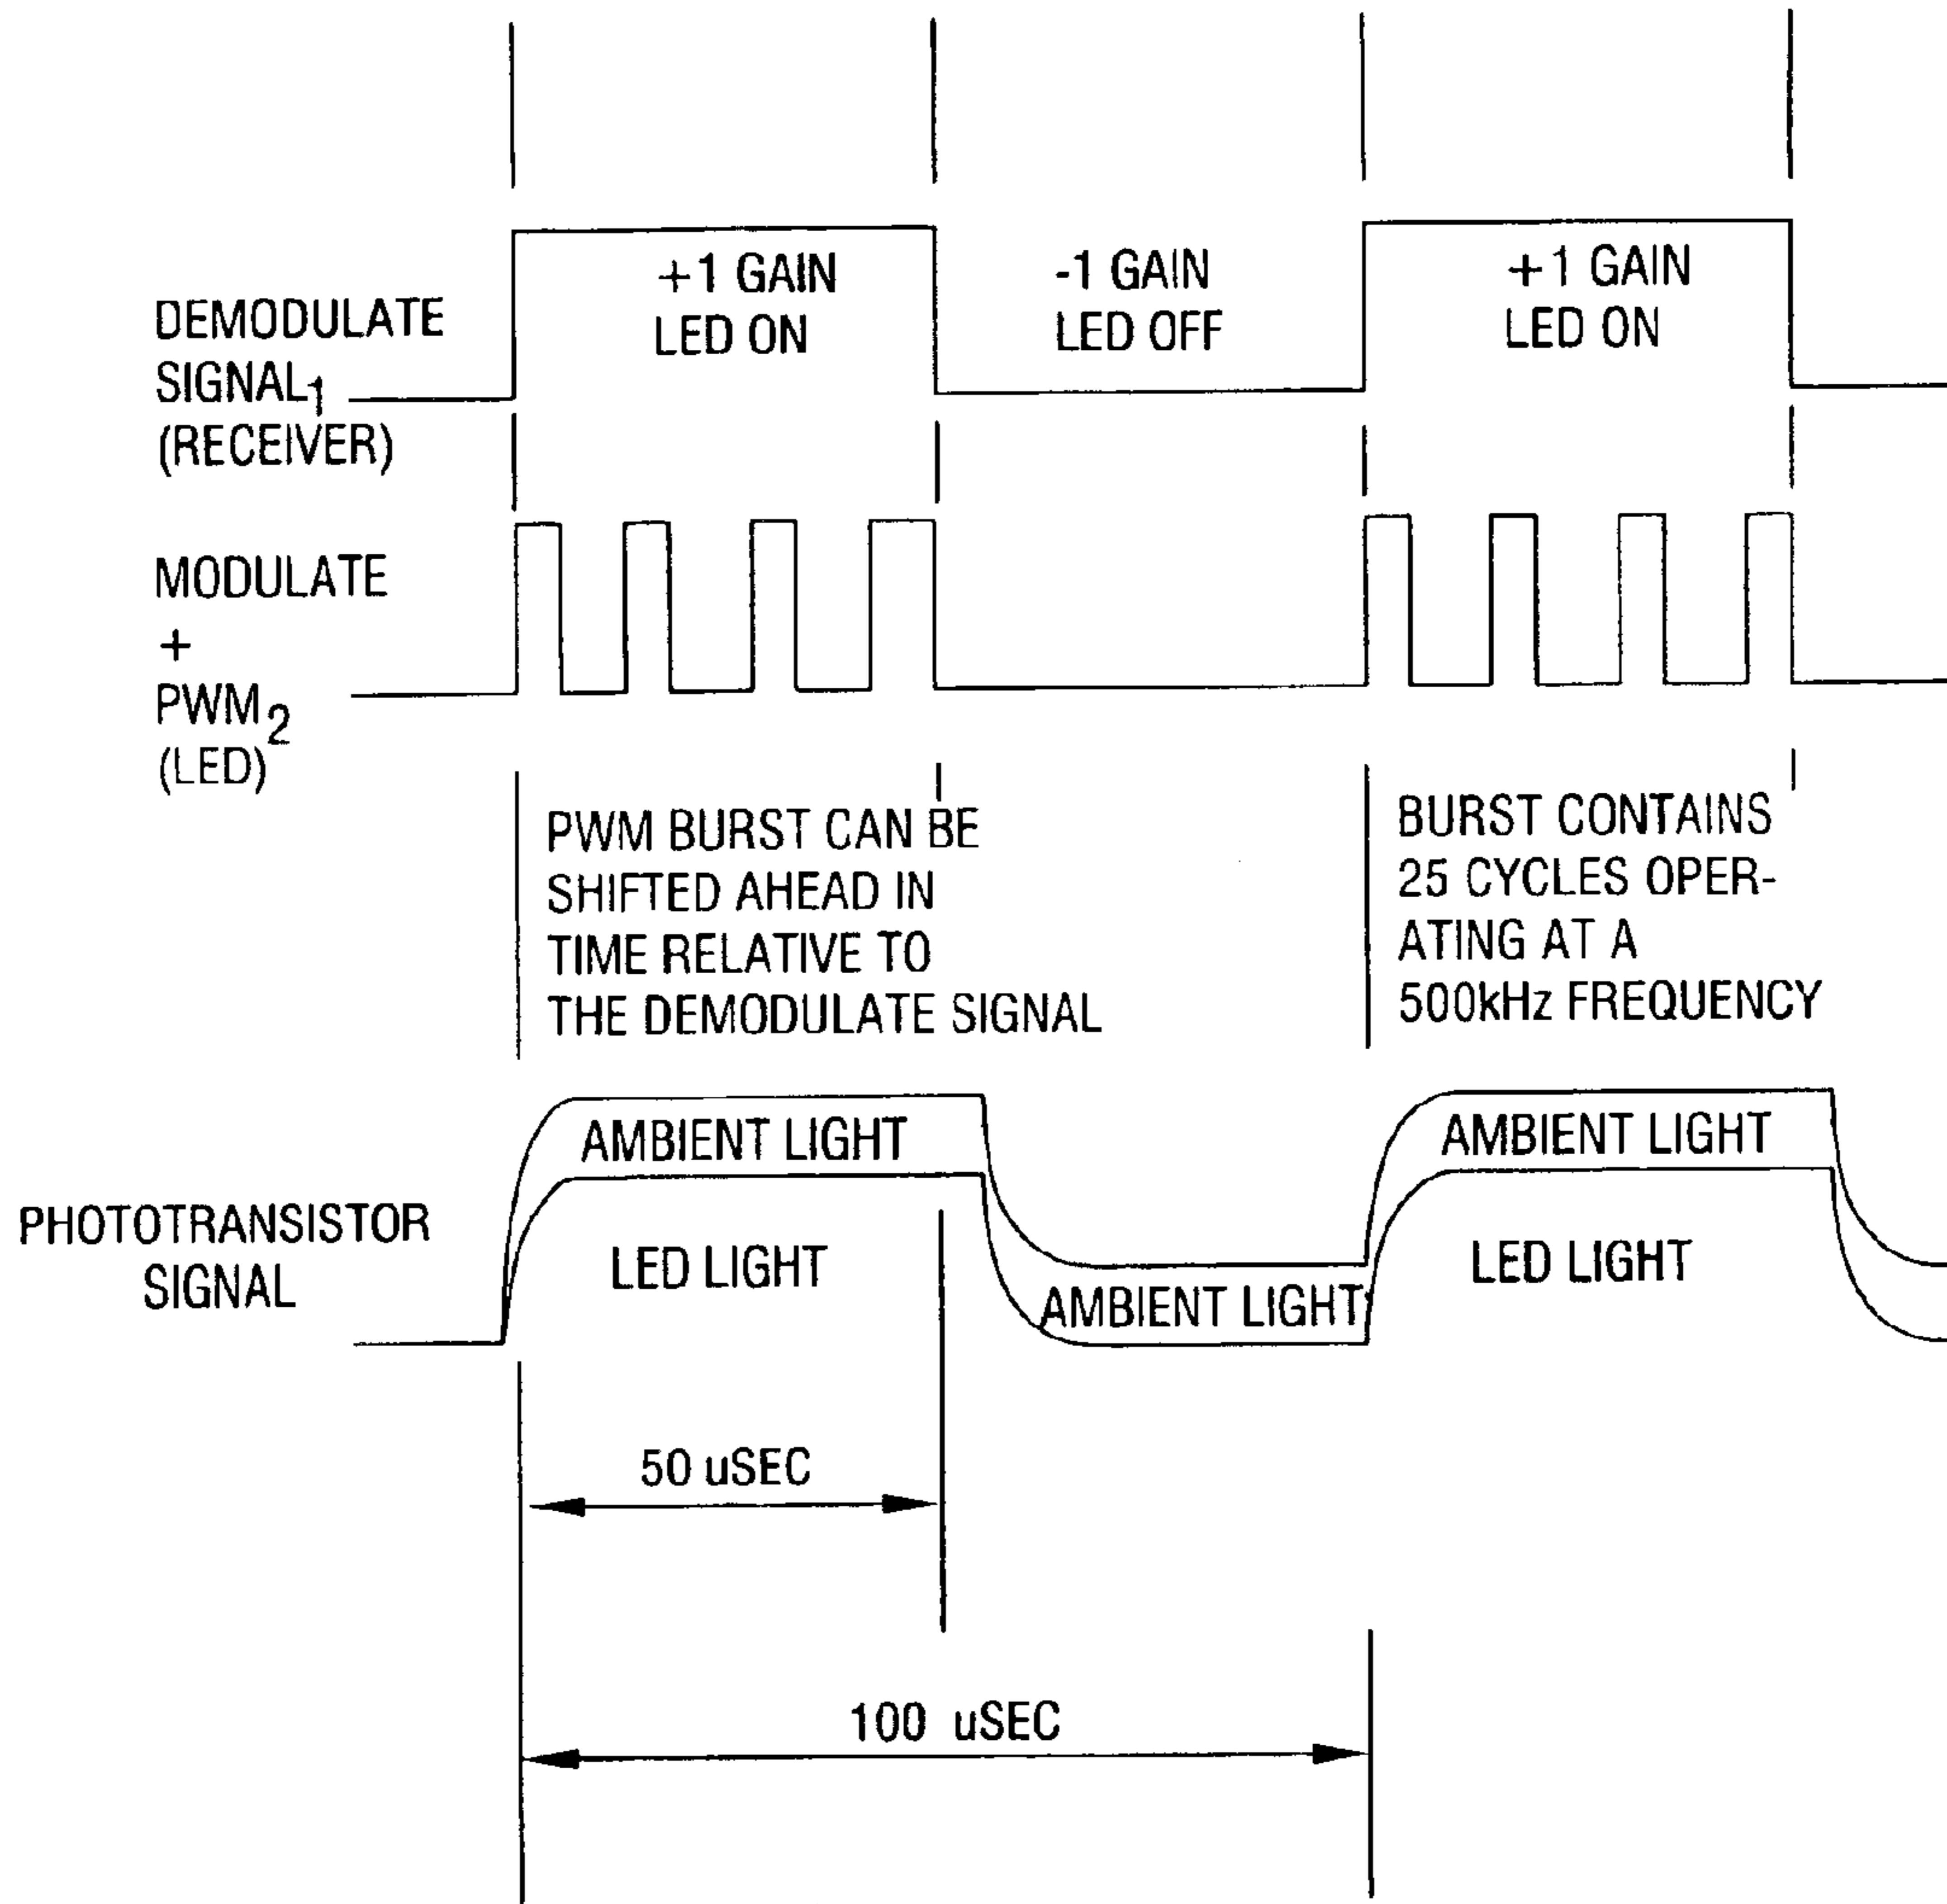 +1 GAIN
LED ON
-1 GAIN
LED OFF
+1 GAIN
LED ON
DEMODULATE
SIGNAL1
(RECEIVER)
MODULATE
+
PWM2
(LED)
PWM BURST CAN BE
SHIFTED AHEAD IN
TIME RELATIVE TO
THE DEMODULATE SIGNAL
BURST CONTAINS
25 CYCLES OPER-
ATING AT A
500kHz FREQUENCY
AMBIENT LIGHT
AMBIENT LIGHT
PHOTOTRANSISTOR
SIGNAL
LED LIGHT
AMBIENT LIGHT
LED LIGHT
50 uSEC
100 uSEC